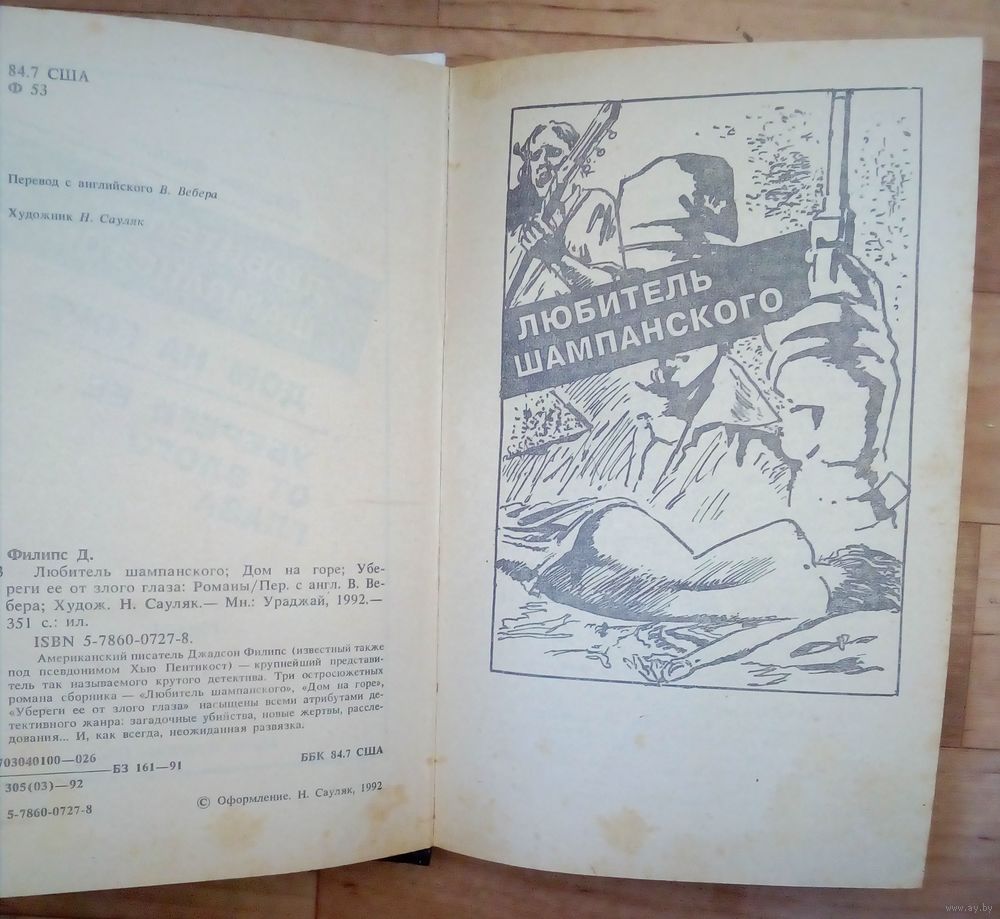 84.7 США
Ф 53
Перевод с английского В. Вебера
Художник Н. Сауляк
Филипс Д.
Любитель шампанского; Дом на горе; Убе-
реги ее от злого глаза: Романы/Пер. с англ. В. Ве-
бера; Худож. Н. Сауляк.— Мн.: Ураджай, 1992.—
351 с.: ил.
ISBN 5-7860-0727-8.
Американский писатель Джадсон Филипс (известный также
под псевдонимом Хью Пентикост) — крупнейший представи-
тель так называемого крутого детектива. Три остросюжетных
романа сборника — «Любитель шампанского», «Дом на горе»,
«Убереги ее от злого глаза» насыщены всеми атрибутами де-
тективного жанра: загадочные убийства, новые жертвы, рассле-
дования... И, как всегда, неожиданная развязка.
703040100—026
БЗ 161—91
ББК 84.7 США
305(03)—92
5-7860-0727-8
© Оформление. Н. Сауляк, 1992
ЛЮБИТЕЛЬ
ШАМПАНСКОГО
www.ay.by